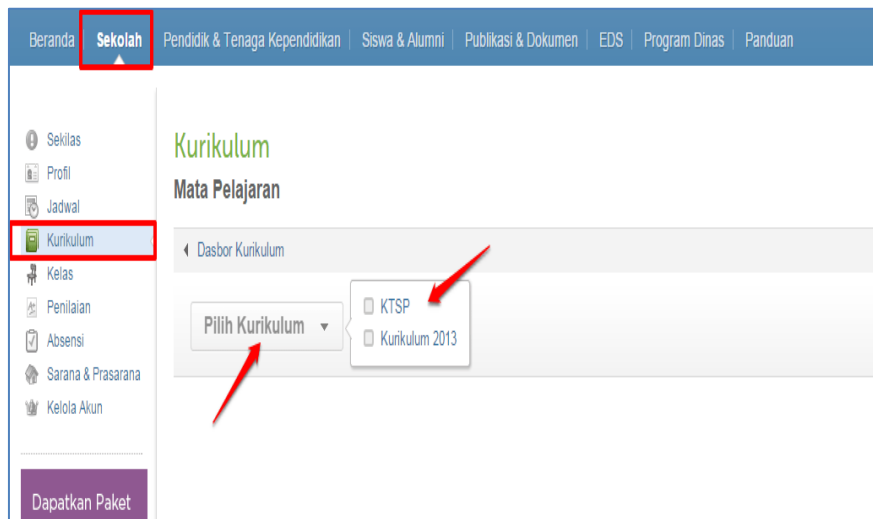 Beranda Sekolah Pendidik & Tenaga Kependidikan Siswa & Alumni Publikasi & Dokumen EDS Program Dinas Panduan
Sekilas
Profil
Jadwal
Kurikulum
Kelas
Penilaian
Absensi
Sarana & Prasarana
Kelola Akun
Dapatkan Paket
Kurikulum
Mata Pelajaran
Dasbor Kurikulum
Pilih Kurikulum
KTSP
Kurikulum 2013